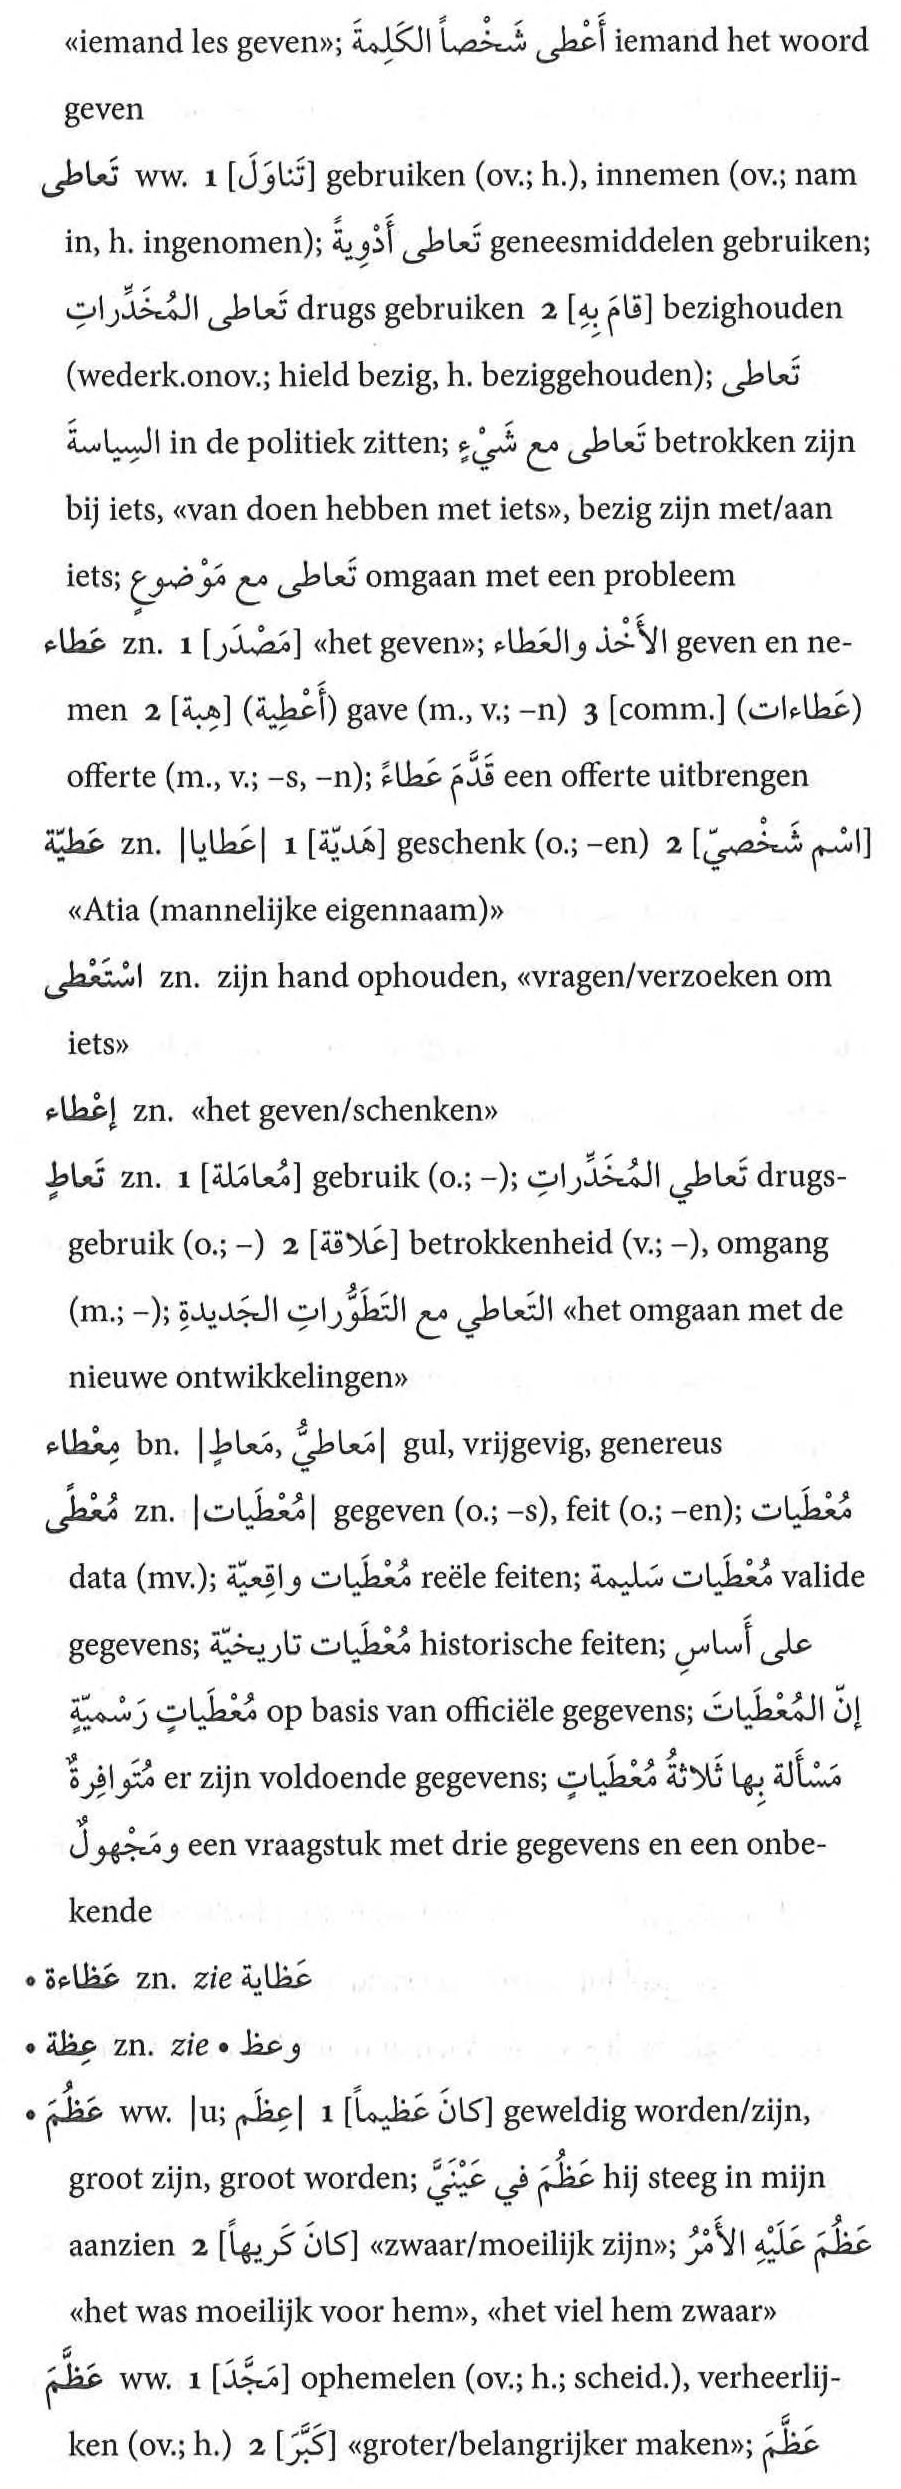 «iemand les geven»; أَعْطى شَخْصاً الكَلِمةَ iemand het woord
geven
تَعاطى ww. 1 [تَناوَلَ] gebruiken (ov.; h.), innemen (ov.; nam
in, h. ingenomen); تَعاطى أَدْوِيةً geneesmiddelen gebruiken;
تَعاطى المُخَدِّراتِ drugs gebruiken 2 [قامَ بِهِ] bezighouden
(wederk.onov.; hield bezig, h. beziggehouden); تَعاطى
السِياسةَ in de politiek zitten; تَعاطى مع شَيْءٍ betrokken zijn
bij iets, «van doen hebben met iets», bezig zijn met/aan
iets; تَعاطى مع مَوْضوعٍ omgaan met een probleem
عَطاء zn. 1 [مَصْدَر] «het geven»; الأَخْذ والعَطاء geven en ne-
men 2 [هِبة] (أَعْطِية) gave (m., v.; –n) 3 [comm.] (عَطاءات)
offerte (m., v.; –s, –n); قَدَّمَ عَطاءً een offerte uitbrengen
عَطيّة zn. |عَطايا| 1 [هَديّة] geschenk (o.; –en) 2 [اسْم شَخْصيّ]
«Atia (mannelijke eigennaam)»
اسْتَعْطى zn. zijn hand ophouden, «vragen/verzoeken om
iets»
إعْطاء zn. «het geven/schenken»
تَعاطٍ zn. 1 [مُعامَلة] gebruik (o.; –); تَعاطي المُخَدِّراتِ drugs-
gebruik (o.; –) 2 [عَلاقة] betrokkenheid (v.; –), omgang
(m.; –); التَعاطي مع التَطَوُّراتِ الجَديدةِ «het omgaan met de
nieuwe ontwikkelingen»
مِعْطاء bn. |مَعاطيُّ, مَعاطٍ| gul, vrijgevig, genereus
مُعْطًى zn. |مُعْطَيات| gegeven (o.; –s), feit (o.; –en); مُعْطَيات
data (mv.); مُعْطَيات واقِعيّة reële feiten; مُعْطَيات سَليمة valide
gegevens; مُعْطَيات تاريخيّة historische feiten; على أَساسِ
مُعْطَياتٍ رَسْميّةٍ op basis van officiële gegevens; إنّ المُعْطَياتَ
مُتَوافِرةٌ er zijn voldoende gegevens; مَسْأَلة بِها ثَلاثةُ مُعْطَياتٍ
ومَجْهولٌ een vraagstuk met drie gegevens en een onbe-
kende
• عَظاءة zn. zie عَظاية
• عِظة zn. zie • وعظ
• عَظُمَ ww. |u; عِظَم| 1 [كانَ عَظيماً] geweldig worden/zijn,
groot zijn, groot worden; عَظُمَ في عَيْنَيَّ hij steeg in mijn
aanzien 2 [كانَ كَريهاً] «zwaar/moeilijk zijn»; عَظُمَ عَلَيْهِ الأَمْرُ
«het was moeilijk voor hem», «het viel hem zwaar»
عَظَّمَ ww. 1 [مَجَّدَ] ophemelen (ov.; h.; scheid.), verheerlij-
ken (ov.; h.) 2 [كَبَّرَ] «groter/belangrijker maken»; عَظَّمَ